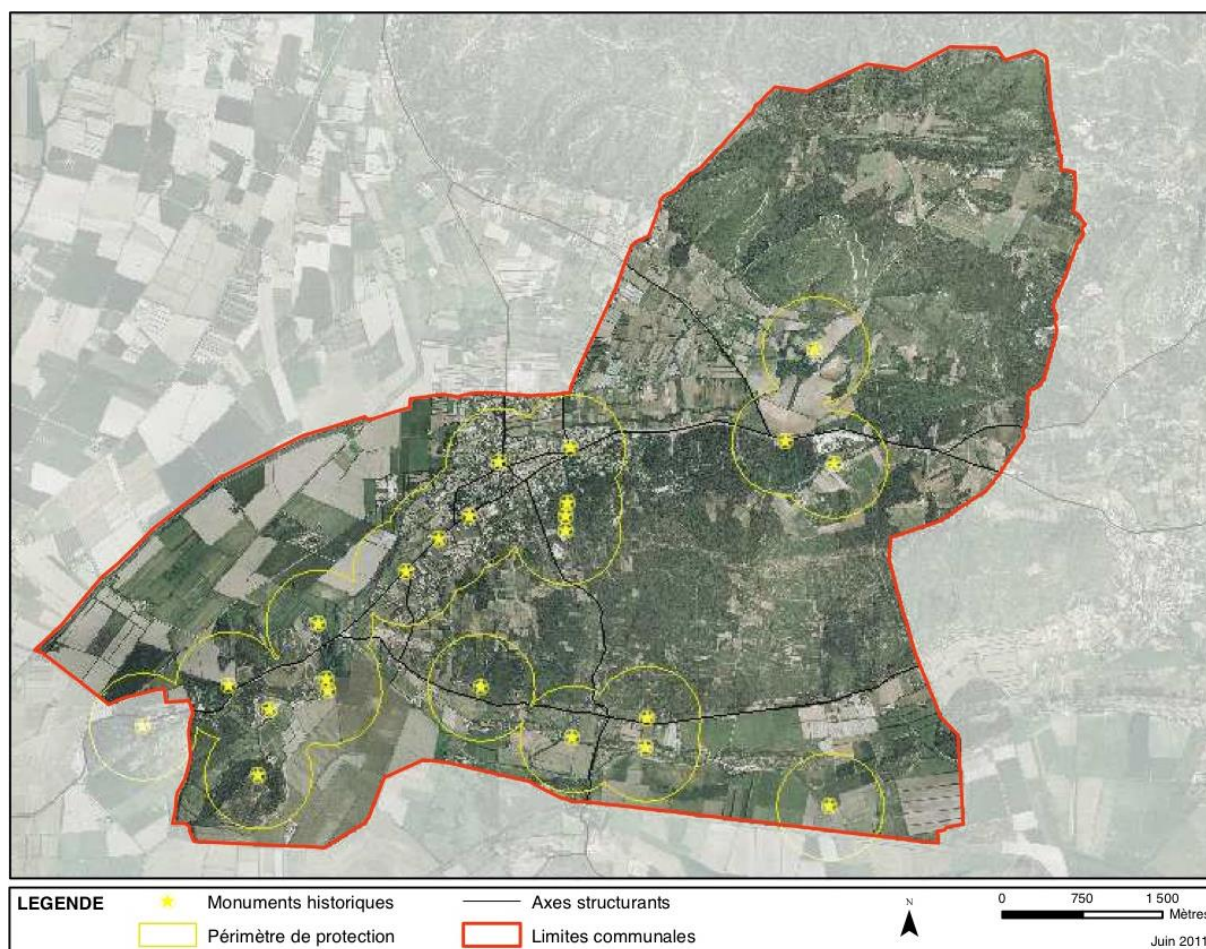 LEGENDE
Monuments historiques
Axes structurants
N
0 750 1 500
Mètres
Périmètre de protection
Limites communales
Juin 2011